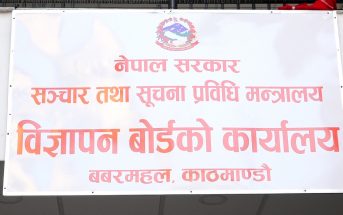 नेपाल सरकार
सञ्चार तथा सूचना प्रविधि मन्त्रालय
विज्ञापन बोर्डको कार्यालय
बबरमहल, काठमाण्डौ